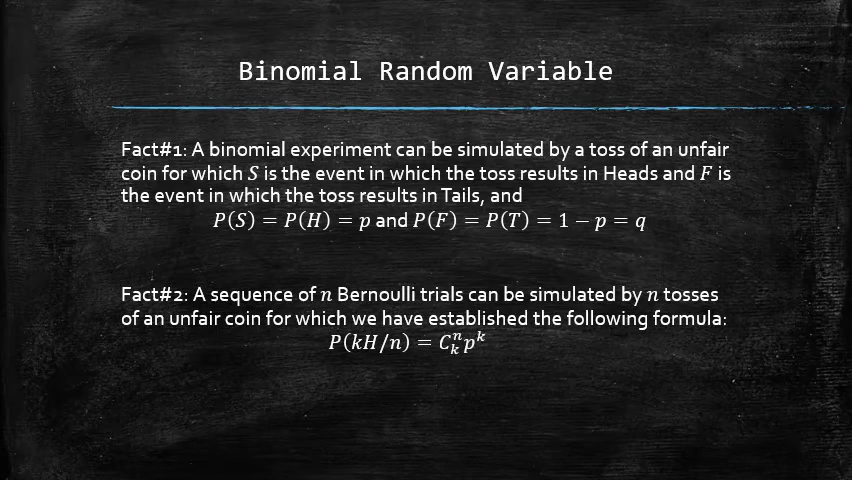 Binomial Random Variable
Fact#1: A binomial experiment can be simulated by a toss of an unfair
coin for which S is the event in which the toss results in Heads and F is
the event in which the toss results in Tails, and
P(S) = P(H) = p and P(F) = P(T) = 1 − p = q
Fact#2: A sequence of n Bernoulli trials can be simulated by n tosses
of an unfair coin for which we have established the following formula:
P(kH/n) = C_k^n p^k